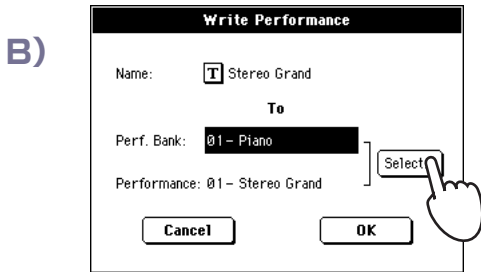 B)
Write Performance
Name: T Stereo Grand
To
Perf. Bank: 01- Piano
Select
Performance: 01- Stereo Grand
Cancel OK